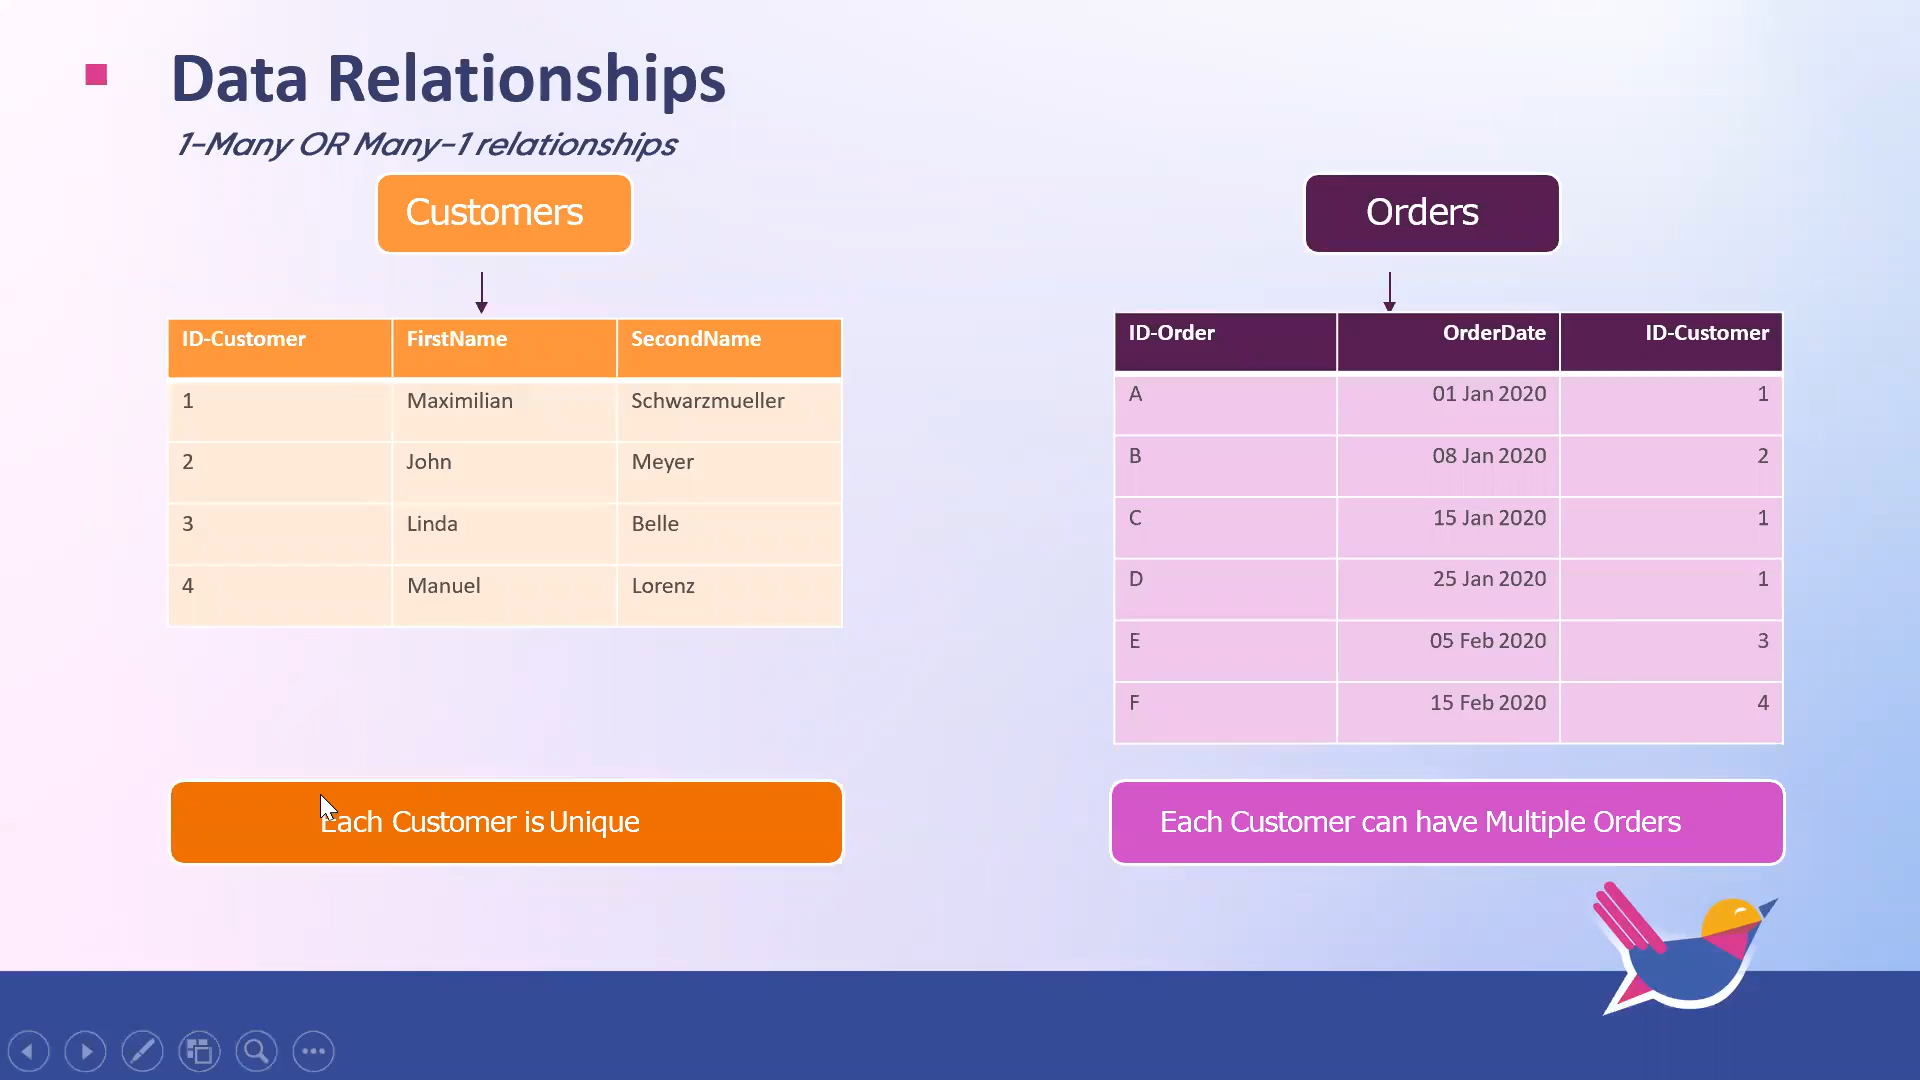 Data Relationships
1-Many OR Many-1 relationships
Customers
ID-Customer FirstName SecondName
1 Maximilian Schwarzmueller
2 John Meyer
3 Linda Belle
4 Manuel Lorenz
Each Customer is Unique
Orders
ID-Order OrderDate ID-Customer
A 01 Jan 2020 1
B 08 Jan 2020 2
C 15 Jan 2020 1
D 25 Jan 2020 1
E 05 Feb 2020 3
F 15 Feb 2020 4
Each Customer can have Multiple Orders